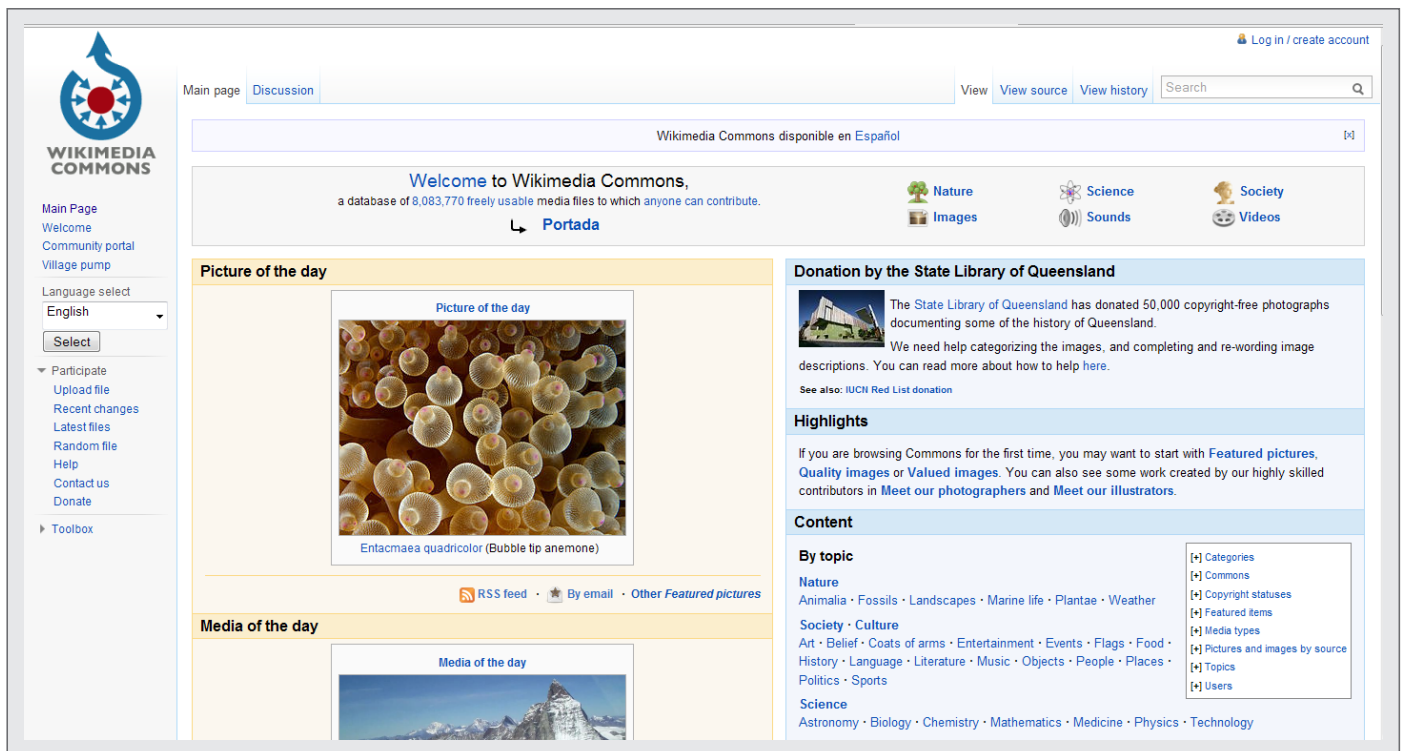 Log in / create account
WIKIMEDIA
COMMONS
Main page Discussion
View View source View history Search
Wikimedia Commons disponible en Español [x]
Main Page
Welcome
Community portal
Village pump
Language select
English
Select
Participate
Upload file
Recent changes
Latest files
Random file
Help
Contact us
Donate
Toolbox
Welcome to Wikimedia Commons,
a database of 8,083,770 freely usable media files to which anyone can contribute.
Portada
Nature Science Society
Images Sounds Videos
Picture of the day
Picture of the day
Entacmaea quadricolor (Bubble tip anemone)
RSS feed · By email · Other Featured pictures
Media of the day
Media of the day
Donation by the State Library of Queensland
The State Library of Queensland has donated 50,000 copyright-free photographs
documenting some of the history of Queensland.
We need help categorizing the images, and completing and re-wording image
descriptions. You can read more about how to help here.
See also: IUCN Red List donation
Highlights
If you are browsing Commons for the first time, you may want to start with Featured pictures,
Quality images or Valued images. You can also see some work created by our highly skilled
contributors in Meet our photographers and Meet our illustrators.
Content
By topic
Nature
Animalia · Fossils · Landscapes · Marine life · Plantae · Weather
Society · Culture
Art · Belief · Coats of arms · Entertainment · Events · Flags · Food ·
History · Language · Literature · Music · Objects · People · Places ·
Politics · Sports
Science
Astronomy · Biology · Chemistry · Mathematics · Medicine · Physics · Technology
[+] Categories
[+] Commons
[+] Copyright statuses
[+] Featured items
[+] Media types
[+] Pictures and images by source
[+] Topics
[+] Users